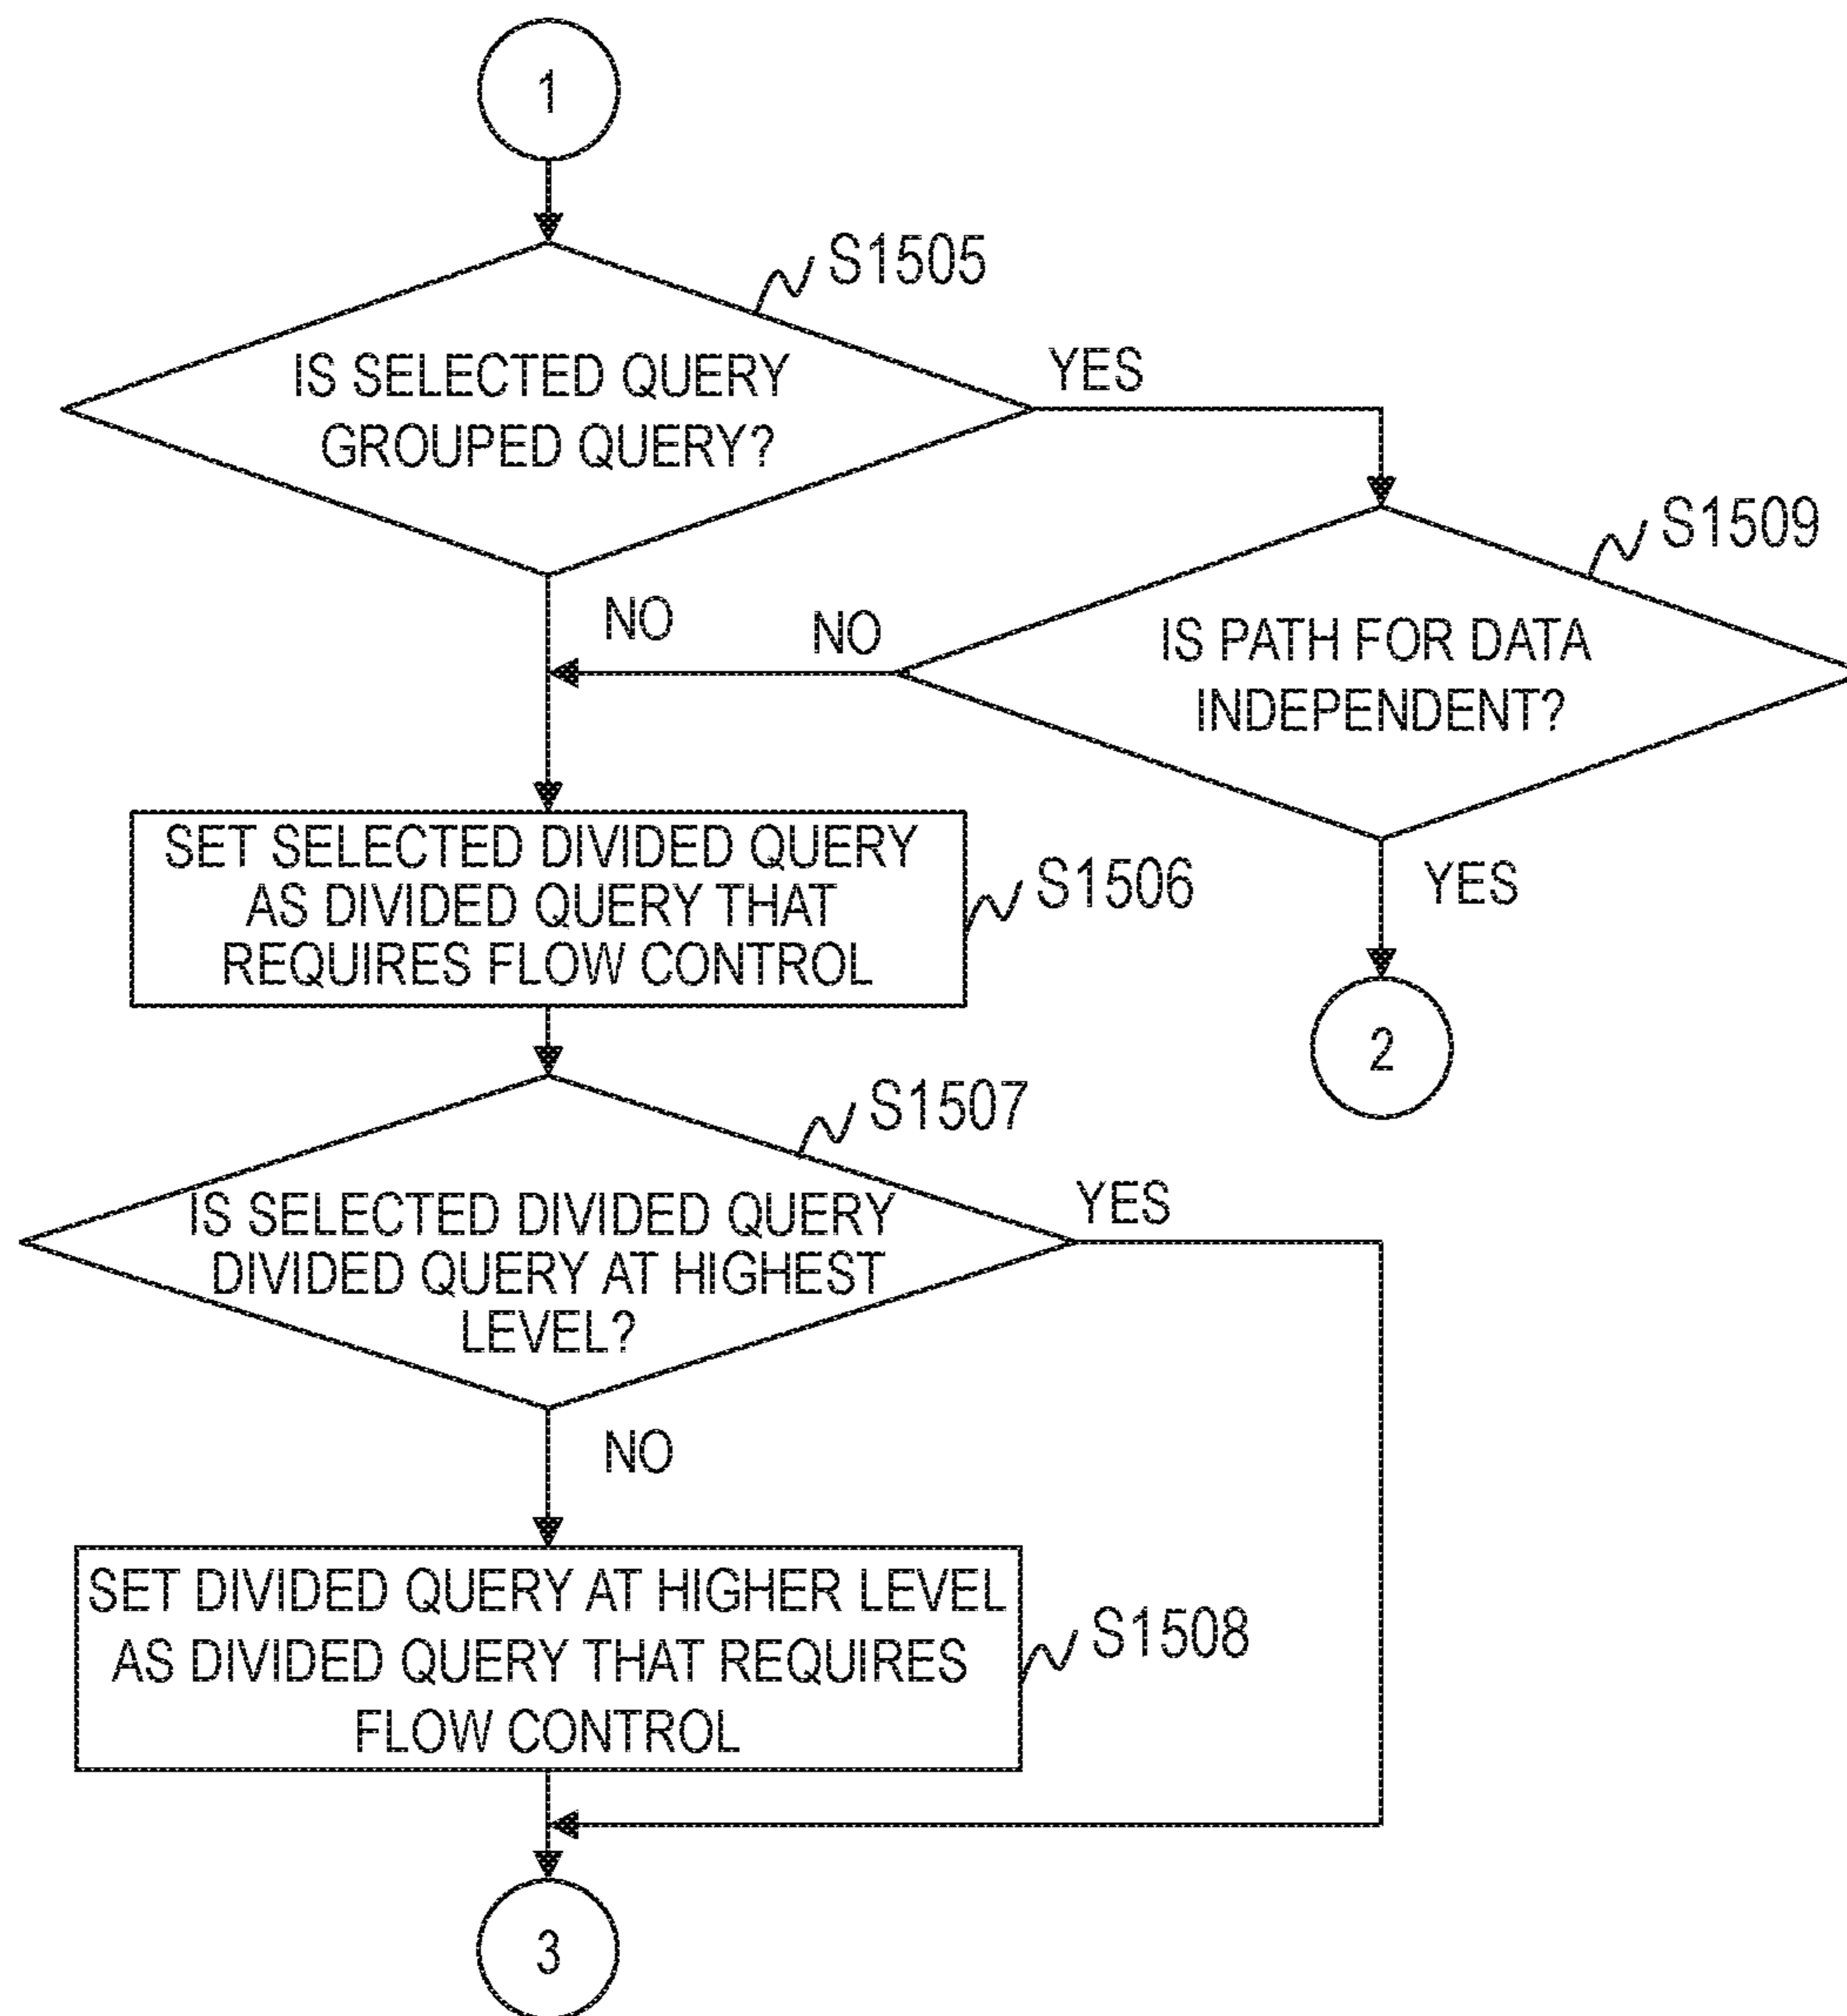 1
S1505
IS SELECTED QUERY
GROUPED QUERY?
YES
S1509
NO
NO
IS PATH FOR DATA
INDEPENDENT?
SET SELECTED DIVIDED QUERY
AS DIVIDED QUERY THAT
REQUIRES FLOW CONTROL
S1506
YES
2
S1507
IS SELECTED DIVIDED QUERY
DIVIDED QUERY AT HIGHEST
LEVEL?
YES
NO
SET DIVIDED QUERY AT HIGHER LEVEL
AS DIVIDED QUERY THAT REQUIRES
FLOW CONTROL
S1508
3